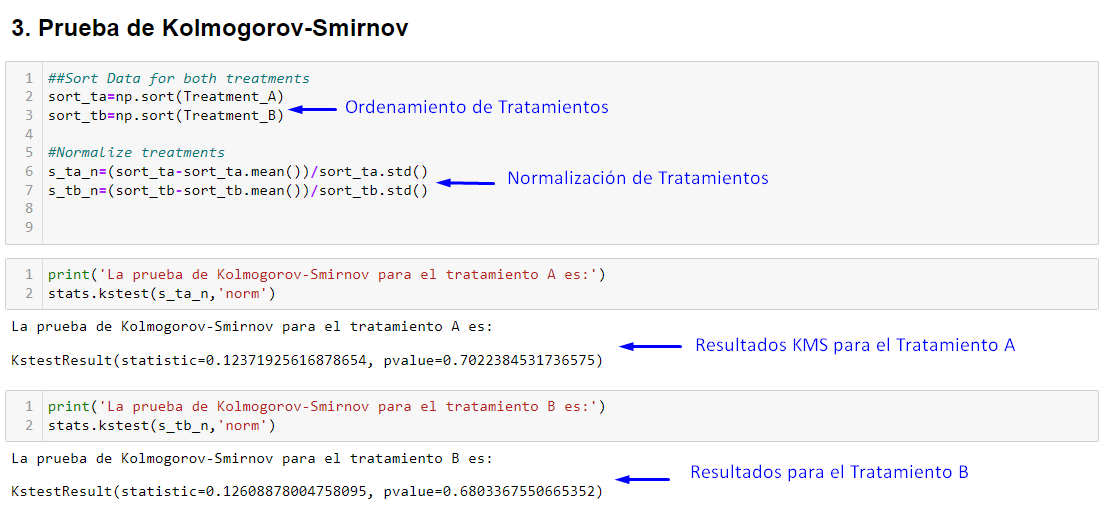 3. Prueba de Kolmogorov-Smirnov
1 ##Sort Data for both treatments
2 sort_ta=np.sort(Treatment_A)
3 sort_tb=np.sort(Treatment_B)
Ordenamiento de Tratamientos
4
5 #Normalize treatments
6 s_ta_n=(sort_ta-sort_ta.mean())/sort_ta.std()
7 s_tb_n=(sort_tb-sort_tb.mean())/sort_tb.std()
Normalización de Tratamientos
8
9
1 print('La prueba de Kolmogorov-Smirnov para el tratamiento A es:')
2 stats.kstest(s_ta_n,'norm')
La prueba de Kolmogorov-Smirnov para el tratamiento A es:
Resultados KMS para el Tratamiento A
KstestResult(statistic=0.12371925616878654, pvalue=0.7022384531736575)
1 print('La prueba de Kolmogorov-Smirnov para el tratamiento B es:')
2 stats.kstest(s_tb_n,'norm')
La prueba de Kolmogorov-Smirnov para el tratamiento B es:
Resultados para el Tratamiento B
KstestResult(statistic=0.12608878004758095, pvalue=0.6803367550665352)